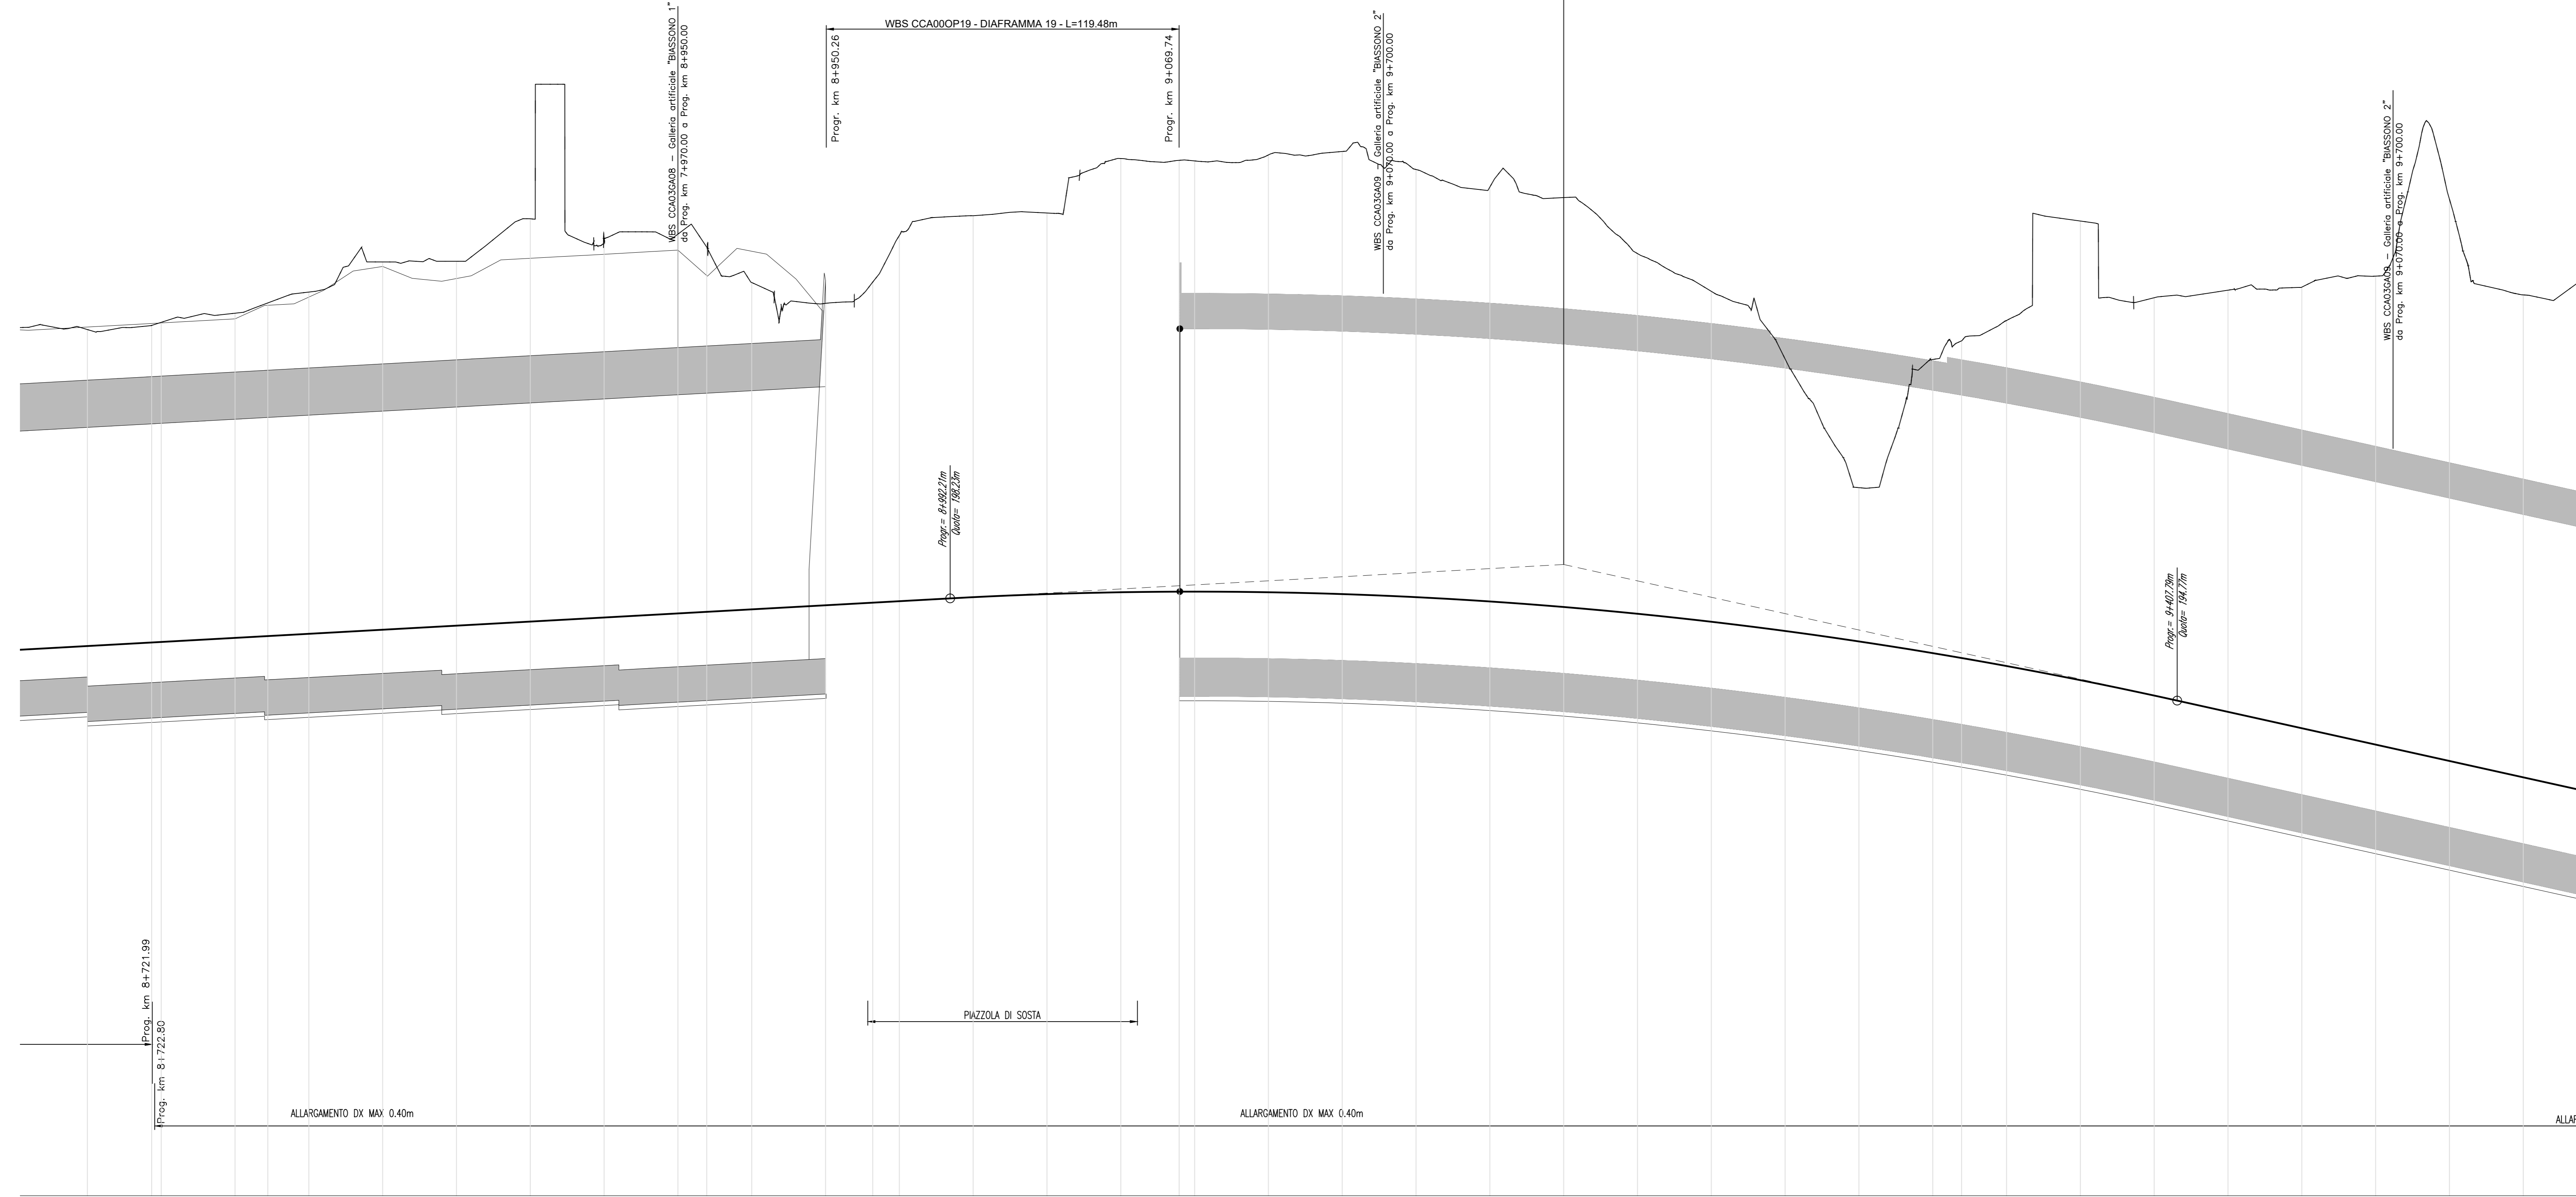 WBS CCA03GA08 - Galleria artificiale "BIASSONO 1"
da Prog. km 7+970.00 a Prog. km 8+950.00
WBS CCA00OP19 - DIAFRAMMA 19 - L=119.48m
Progr. km 8+950.26
Progr. km 9+069.74
WBS CCA03GA09 - Galleria artificiale "BIASSONO 2"
da Prog. km 9+070.00 a Prog. km 9+700.00
WBS CCA03GA09 - Galleria artificiale "BIASSONO 2"
da Prog. km 9+070.00 a Prog. km 9+700.00
Progr.= 8+992.21m
Quota= 198.23m
Progr.= 9+407.79m
Quota= 194.77m
Prog. km 8+721.99
Prog. km 8+722.80
PIAZZOLA DI SOSTA
ALLARGAMENTO DX MAX 0.40m
ALLARGAMENTO DX MAX 0.40m